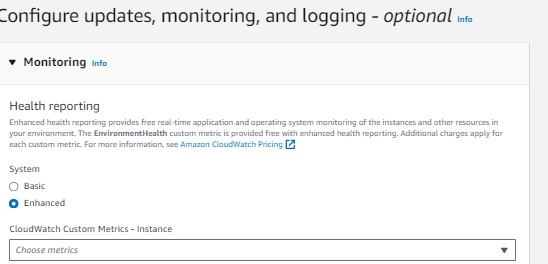 Configure updates, monitoring, and logging - optional Info
Monitoring Info
Health reporting
Enhanced health reporting provides free real-time application and operating system monitoring of the instances and other resources in
your environment. The EnvironmentHealth custom metric is provided free with enhanced health reporting. Additional charges apply for
each custom metric. For more information, see Amazon CloudWatch Pricing
System
Basic
Enhanced
CloudWatch Custom Metrics - Instance
Choose metrics